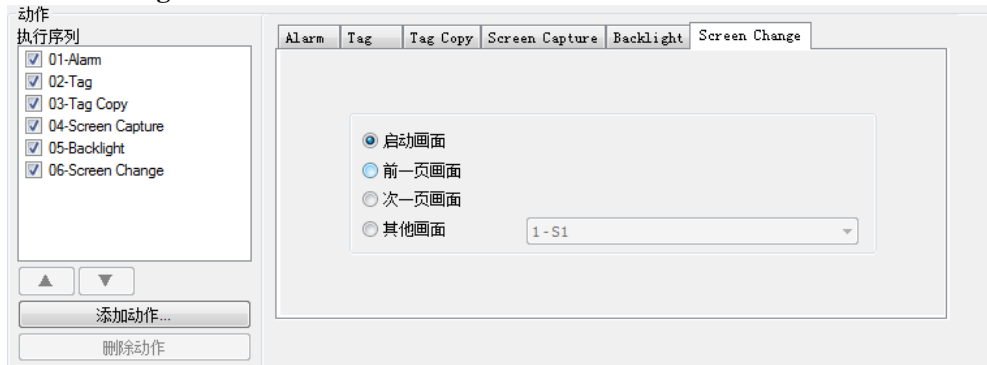 动作
执行序列
01-Alarm
02-Tag
03-Tag Copy
04-Screen Capture
05-Backlight
06-Screen Change
添加动作...
删除动作
Alarm Tag Tag Copy Screen Capture Backlight Screen Change
启动画面
前一页画面
次一页画面
其他画面 1-S1